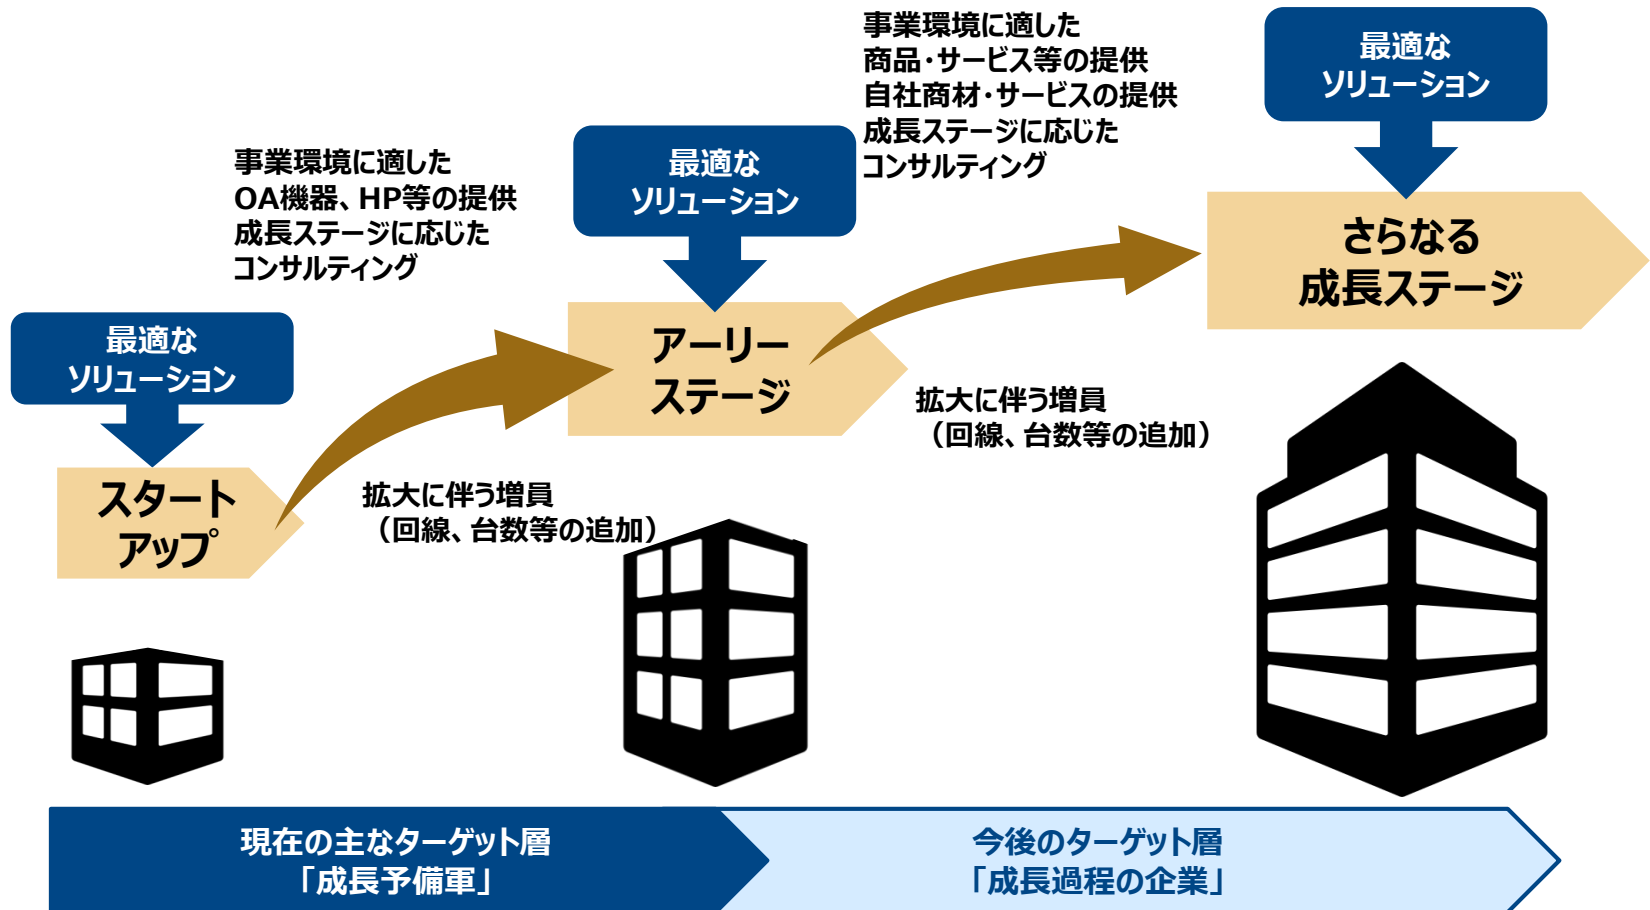 事業環境に適した
商品・サービス等の提供
自社商材・サービスの提供
成長ステージに応じた
コンサルティング
最適な
ソリューション
事業環境に適した
OA機器、HP等の提供
成長ステージに応じた
コンサルティング
最適な
ソリューション
さらなる
成長ステージ
最適な
ソリューション
アーリー
ステージ
拡大に伴う増員
（回線、台数等の追加）
スタート
アップ
拡大に伴う増員
（回線、台数等の追加）
現在の主なターゲット層
「成長予備軍」
今後のターゲット層
「成長過程の企業」